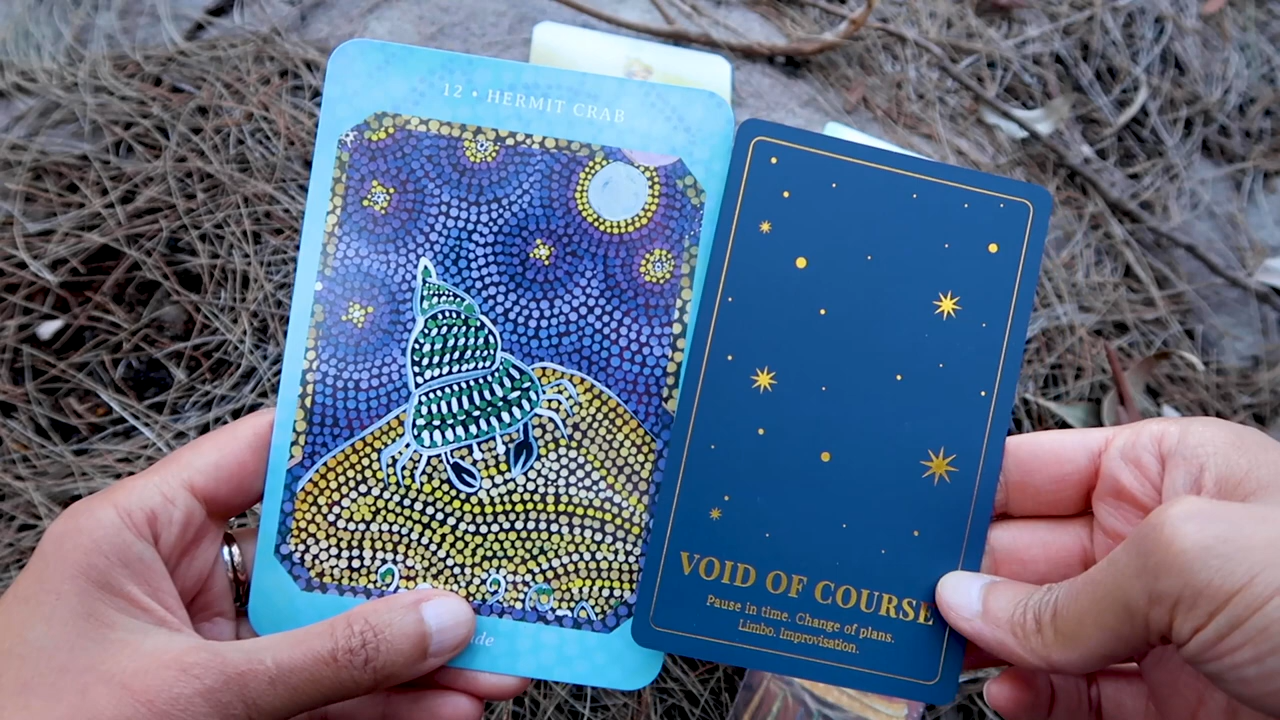 12 • HERMIT CRAB
VOID OF COURSE
Pause in time. Change of plans.
Limbo. Improvisation.